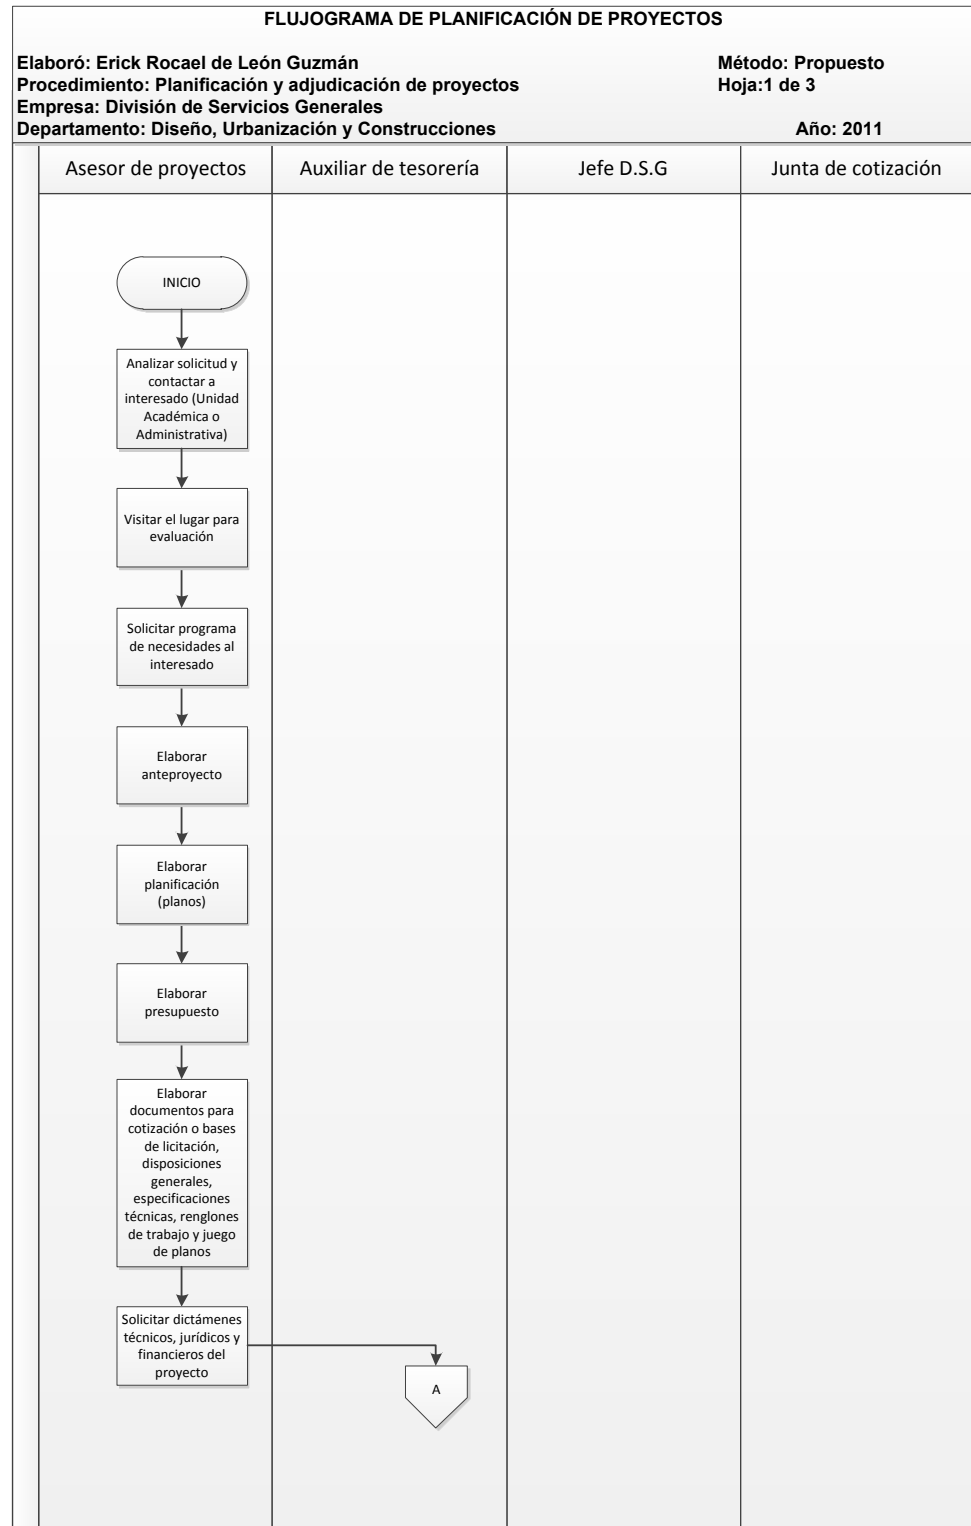 FLUJOGRAMA DE PLANIFICACIÓN DE PROYECTOS
Elaboró: Erick Rocael de León Guzmán
Método: Propuesto
Procedimiento: Planificación y adjudicación de proyectos
Hoja:1 de 3
Empresa: División de Servicios Generales
Departamento: Diseño, Urbanización y Construcciones
Año: 2011
Asesor de proyectos
Auxiliar de tesorería
Jefe D.S.G
Junta de cotización
INICIO
Analizar solicitud y
contactar a
interesado (Unidad
Académica o
Administrativa)
Visitar el lugar para
evaluación
Solicitar programa
de necesidades al
interesado
Elaborar
anteproyecto
Elaborar
planificación
(planos)
Elaborar
presupuesto
Elaborar
documentos para
cotización o bases
de licitación,
disposiciones
generales,
especificaciones
técnicas, renglones
de trabajo y juego
de planos
Solicitar dictámenes
técnicos, jurídicos y
financieros del
proyecto
A